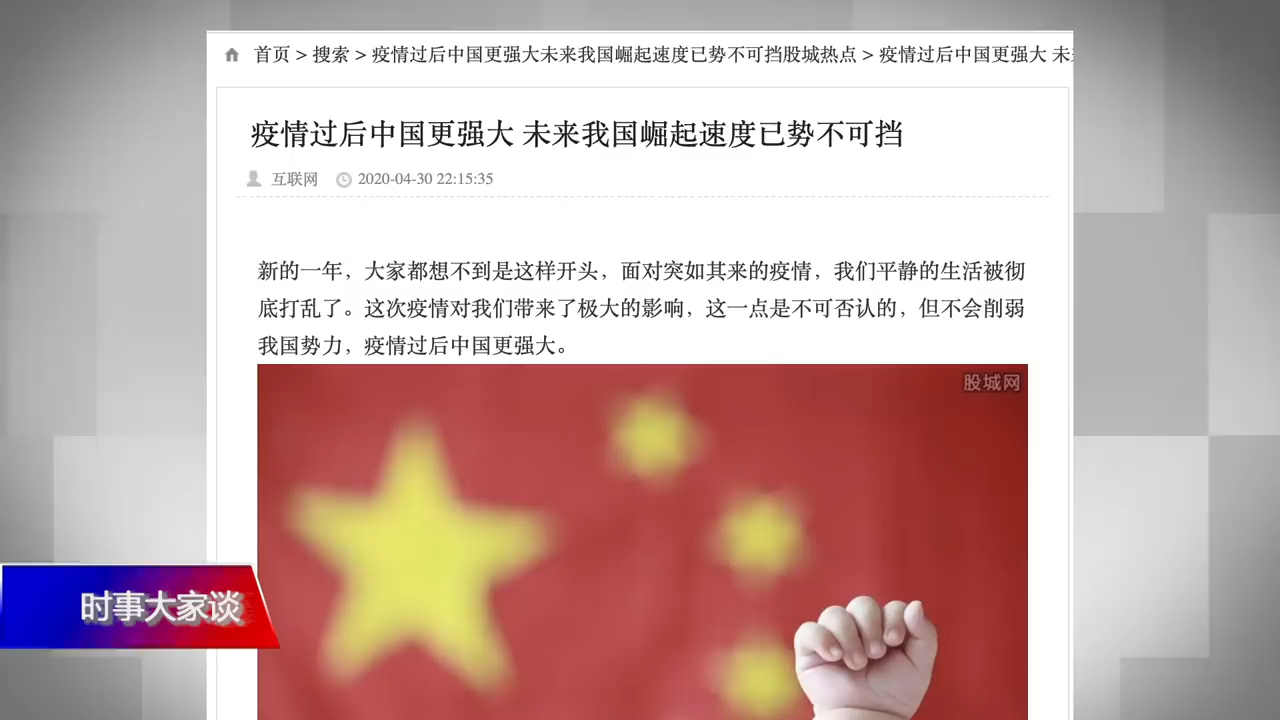 首页 > 搜索 > 疫情过后中国更强大未来我国崛起速度已势不可挡股城热点 > 疫情过后中国更强大 未
疫情过后中国更强大 未来我国崛起速度已势不可挡
互联网 2020-04-30 22:15:35
新的一年，大家都想不到是这样开头，面对突如其来的疫情，我们平静的生活被彻
底打乱了。这次疫情对我们带来了极大的影响，这一点是不可否认的，但不会削弱
我国势力，疫情过后中国更强大。
股城网
时事大家谈